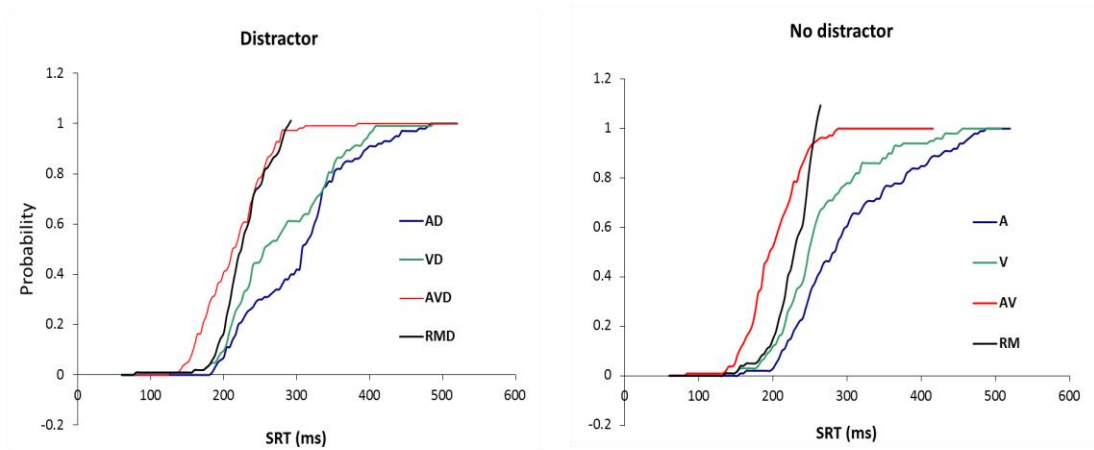 Distractor
1.2
1
0.8
0.6
0.4
0.2
0
-0.2
0
100
200
300
400
500
600
Probability
SRT (ms)
AD
VD
AVD
RMD
No distractor
1.2
1
0.8
0.6
0.4
0.2
0
-0.2
0
100
200
300
400
500
600
SRT (ms)
A
V
AV
RM